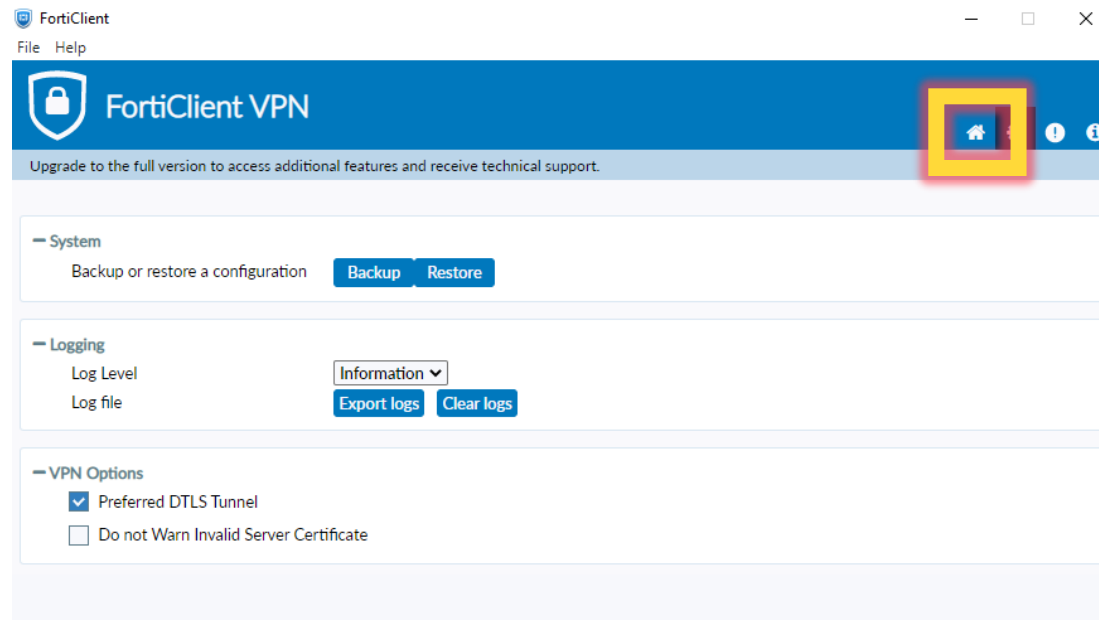 FortiClient
File Help
FortiClient VPN
Upgrade to the full version to access additional features and receive technical support.
System
Backup or restore a configuration Backup Restore
Logging
Log Level Information
Log file Export logs Clear logs
VPN Options
Preferred DTLS Tunnel
Do not Warn Invalid Server Certificate